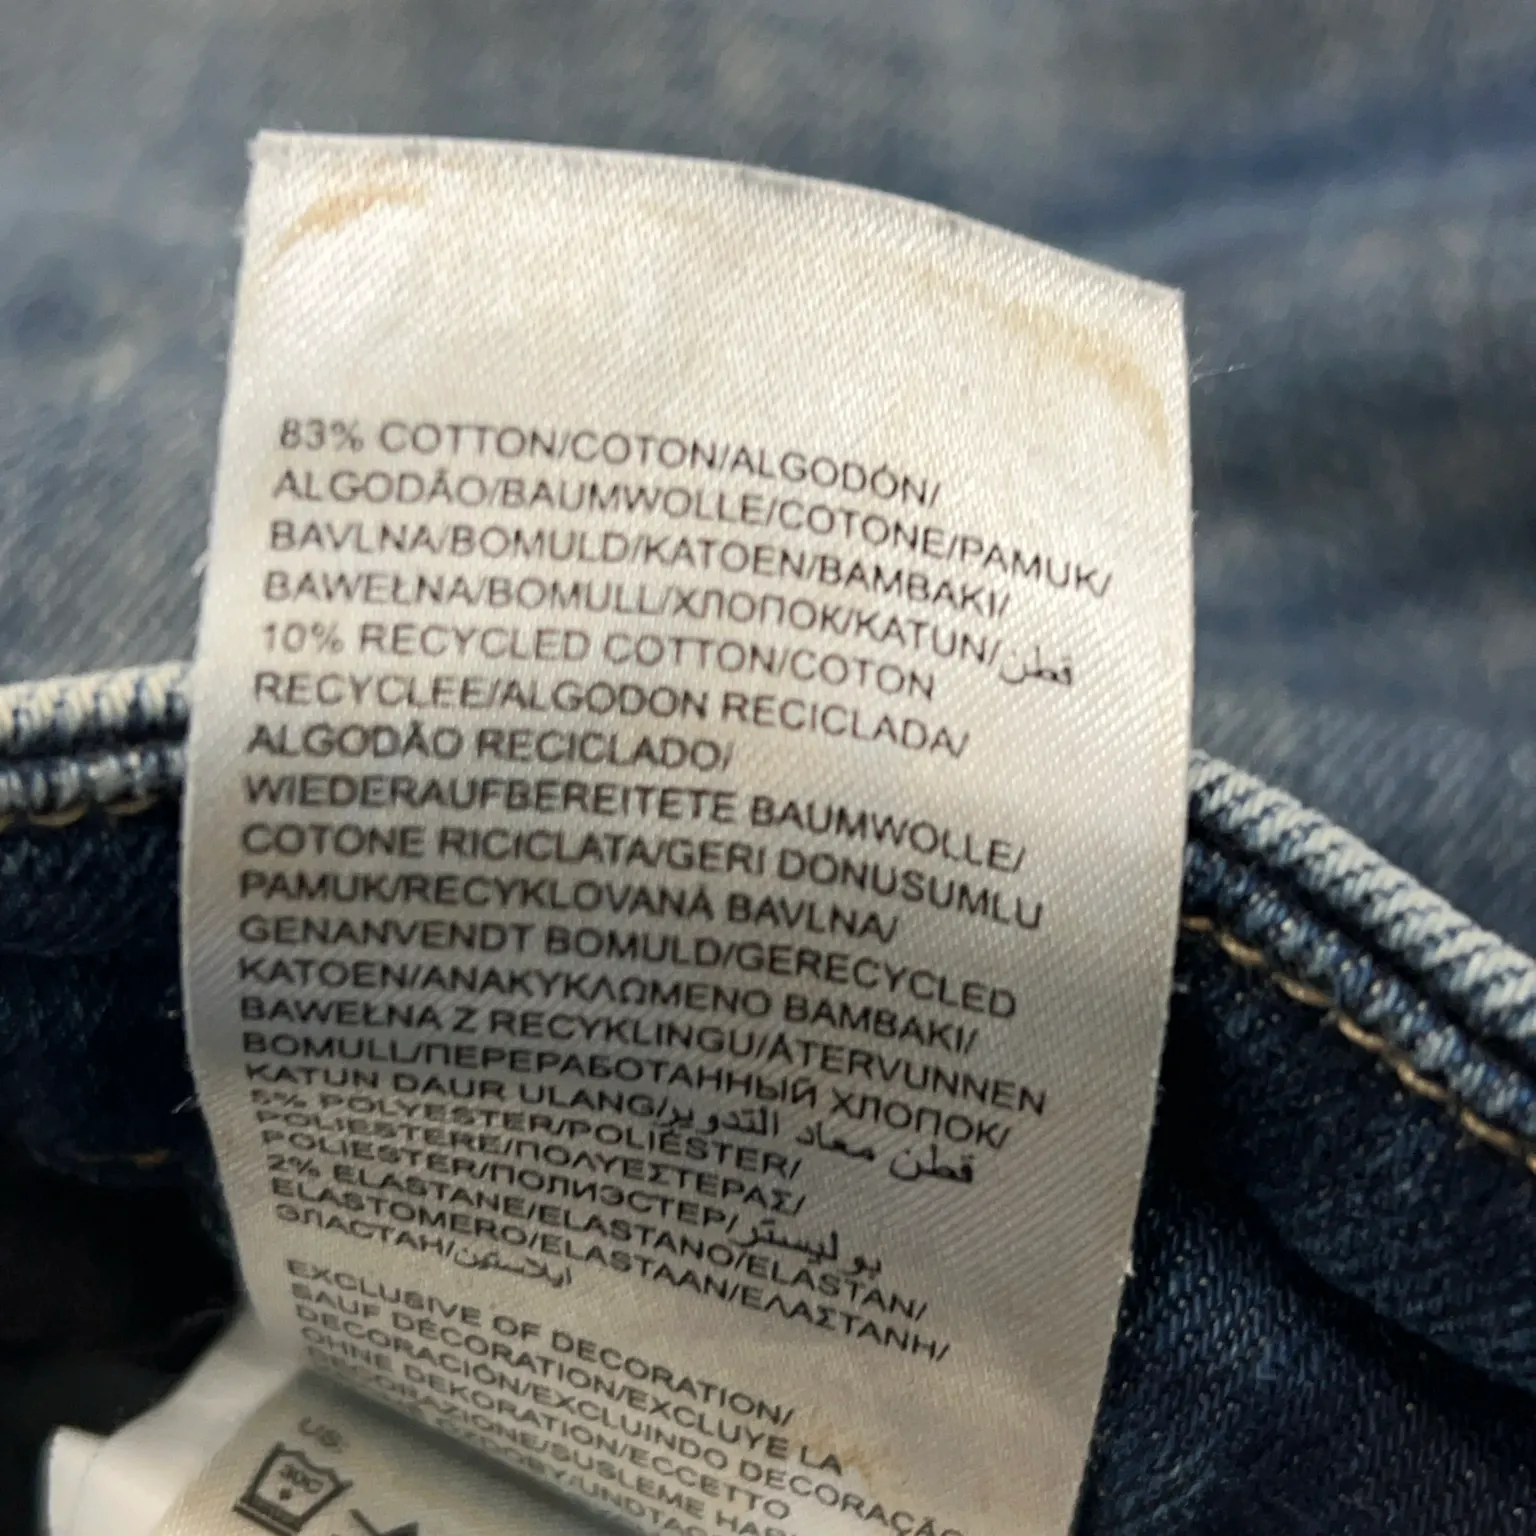 83% COTTON/COTON/ALGODÓN/
ALGODÃO/BAUMWOLLE/COTONE/PAMUK/
BAVLNA/BOMULD/KATOEN/BAMBAKI/
BAWEŁNA/BOMULL/ХЛОПОК/KATUN/قطن
10% RECYCLED COTTON/COTON
RECYCLEE/ALGODON RECICLADA/
ALGODÃO RECICLADO/
WIEDERAUFBEREITETE BAUMWOLLE/
COTONE RICICLATA/GERI DONUSUMLU
PAMUK/RECYKLOVANÁ BAVLNA/
GENANVENDT BOMULD/GERECYCLED
KATOEN/ΑΝΑΚΥΚΛΩΜΕΝΟ BAMBAKI/
BAWEŁNA Z RECYKLINGU/ÅTERVUNNEN
BOMULL/ПЕРЕРАБОТАННЫЙ ХЛОПОК/
KATUN DAUR ULANG/قطن معاد التدوير
5% POLYESTER/POLIÉSTER/
POLIESTERE/ΠΟΛΥΕΣΤΕΡΑΣ/
POLIESTER/ПОЛИЭСТЕР/بوليستر
2% ELASTANE/ELASTANO/ELASTAN/
ELASTOMERO/ELASTAAN/ΕΛΑΣΤΑΝΗ/
ЭЛАСТАН/ايلاستين
EXCLUSIVE OF DECORATION/
SAUF DÉCORATION/EXCLUYE LA
DECORACIÓN/EXCLUINDO DECORAÇÃO
OHNE DEKORATION/ECCETTO
DECORAZIONE/SUSLEME HAR
US:
30C